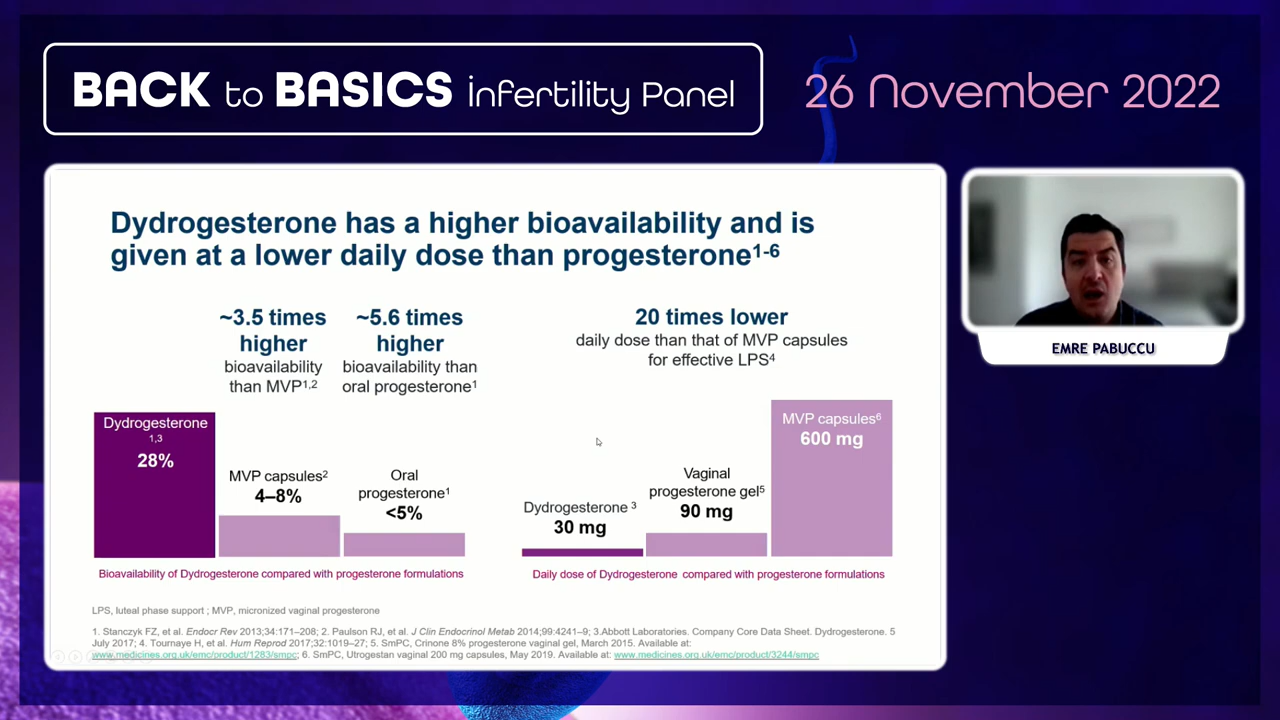 BACK to BASICS infertility Panel
26 November 2022
Dydrogesterone has a higher bioavailability and is
given at a lower daily dose than progesterone1-6
~3.5 times
higher
bioavailability
than MVP1,2
~5.6 times
higher
bioavailability than
oral progesterone1
20 times lower
daily dose than that of MVP capsules
for effective LPS4
Dydrogesterone
1,3
28%
MVP capsules2
4–8%
Oral
progesterone1
<5%
Dydrogesterone 3
30 mg
Vaginal
progesterone gel5
90 mg
MVP capsules6
600 mg
Bioavailability of Dydrogesterone compared with progesterone formulations
Daily dose of Dydrogesterone compared with progesterone formulations
LPS, luteal phase support ; MVP, micronized vaginal progesterone
1. Stanczyk FZ, et al. Endocr Rev 2013;34:171–208; 2. Paulson RJ, et al. J Clin Endocrinol Metab 2014;99:4241–9; 3.Abbott Laboratories. Company Core Data Sheet. Dydrogesterone. 5
July 2017; 4. Tournaye H, et al. Hum Reprod 2017;32:1019–27; 5. SmPC, Crinone 8% progesterone vaginal gel, March 2015. Available at:
www.medicines.org.uk/emc/product/1283/smpc; 6. SmPC, Utrogestan vaginal 200 mg capsules, May 2019. Available at: www.medicines.org.uk/emc/product/3244/smpc
EMRE PABUCCU